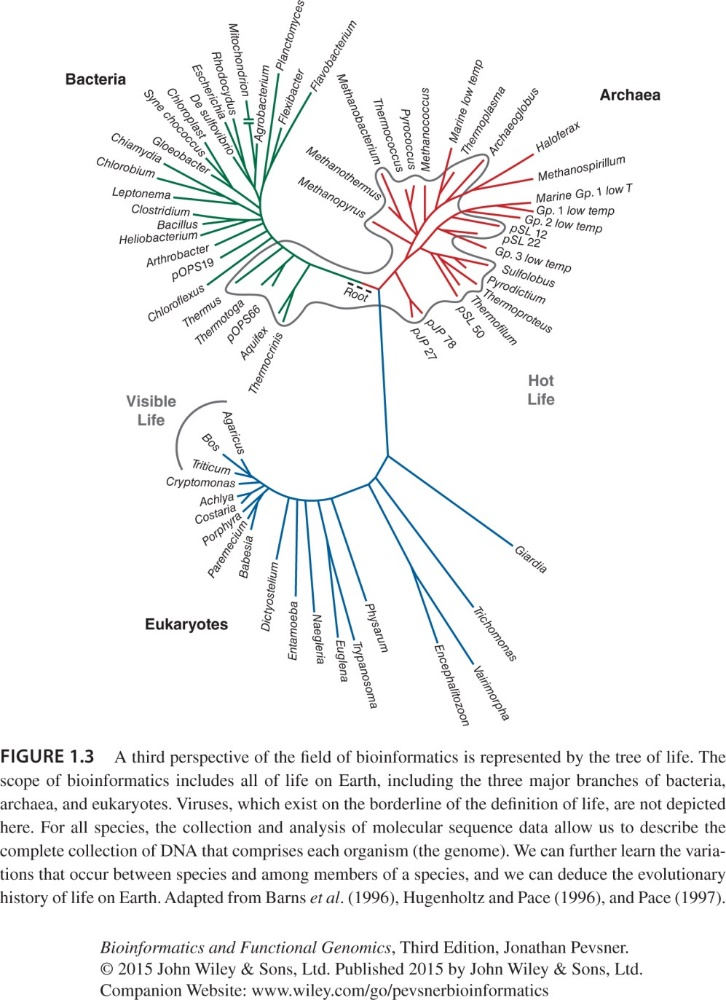 Bacteria
Archaea
Planctomyces
Mitochondrion
Rhodocydus
Escherichia
De sulfovibrio
Agrobacterium
Flexibacter
Flavobacterium
Chloroplast
Syne chococcus
Gloeobacter
Chlamydia
Chlorobium
Leptonema
Clostridium
Bacillus
Heliobacterium
Arthrobacter
pOPS19
Chloroflexus
Thermus
Thermotoga
pOPS66
Aquifex
Thermocrinis
Root
Methanobacterium
Thermococcus
Pyrococcus
Methanococcus
Marine low temp
Thermoplasma
Archaeoglobus
Methanothermus
Methanopyrus
Haloferax
Methanospirillum
Marine Gp. 1 low T
Gp. 1 low temp
Gp. 2 low temp
pSL 12
pSL 22
Gp. 3 low temp
Sulfolobus
Pyrodictium
Thermoproteus
Thermofilum
pSL 50
pJP 78
pJP 27
Hot
Life
Visible
Life
Agaricus
Bos
Triticum
Cryptomonas
Achlya
Costaria
Porphyra
Paremecium
Babesia
Dictyostelium
Entamoeba
Naegleria
Euglena
Trypanosoma
Physarum
Encephalitozoon
Vairimorpha
Trichomonas
Giardia
Eukaryotes
FIGURE 1.3 A third perspective of the field of bioinformatics is represented by the tree of life. The
scope of bioinformatics includes all of life on Earth, including the three major branches of bacteria,
archaea, and eukaryotes. Viruses, which exist on the borderline of the definition of life, are not depicted
here. For all species, the collection and analysis of molecular sequence data allow us to describe the
complete collection of DNA that comprises each organism (the genome). We can further learn the varia-
tions that occur between species and among members of a species, and we can deduce the evolutionary
history of life on Earth. Adapted from Barns et al. (1996), Hugenholtz and Pace (1996), and Pace (1997).
Bioinformatics and Functional Genomics, Third Edition, Jonathan Pevsner.
© 2015 John Wiley & Sons, Ltd. Published 2015 by John Wiley & Sons, Ltd.
Companion Website: www.wiley.com/go/pevsnerbioinformatics